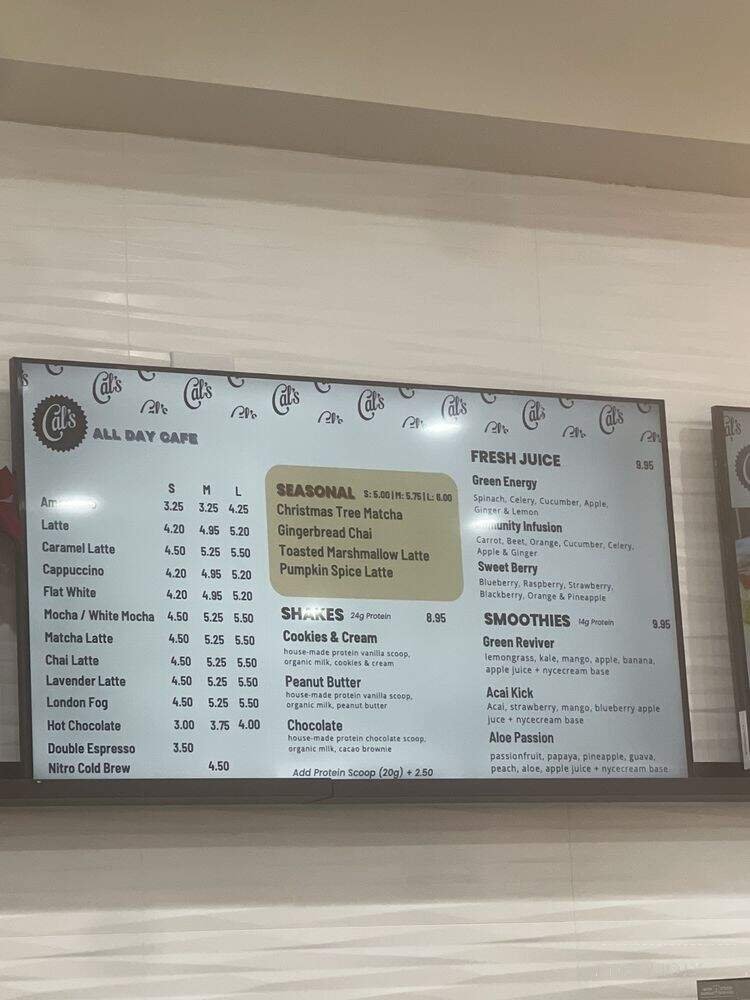 Cal's Cal's Cal's Cal's Cal's Cal's Cal's
Cal's
ALL DAY CAFE
S M L
3.25 3.25 4.25
Latte 4.20 4.95 5.20
Caramel Latte 4.50 5.25 5.50
Cappuccino 4.20 4.95 5.20
Flat White 4.20 4.95 5.20
Mocha / White Mocha 4.50 5.25 5.50
Matcha Latte 4.50 5.25 5.50
Chai Latte 4.50 5.25 5.50
Lavender Latte 4.50 5.25 5.50
London Fog 4.50 5.25 5.50
Hot Chocolate 3.00 3.75 4.00
Double Espresso 3.50
Nitro Cold Brew 4.50
SEASONAL S: 5.00 | M: 5.75 | L: 6.00
Christmas Tree Matcha
Gingerbread Chai
Toasted Marshmallow Latte
Pumpkin Spice Latte
SHAKES 24g Protein 8.95
Cookies & Cream
house-made protein vanilla scoop,
organic milk, cookies & cream
Peanut Butter
house-made protein vanilla scoop,
organic milk, peanut butter
Chocolate
house-made protein chocolate scoop,
organic milk, cacao brownie
Add Protein Scoop (20g) + 2.50
FRESH JUICE 9.95
Green Energy
Spinach, Celery, Cucumber, Apple,
Ginger & Lemon
Infusion
Carrot, Beet, Orange, Cucumber, Celery,
Apple & Ginger
Sweet Berry
Blueberry, Raspberry, Strawberry,
Blackberry, Orange & Pineapple
SMOOTHIES 14g Protein 9.95
Green Reviver
lemongrass, kale, mango, apple, banana,
apple juice + nycecream base
Acai Kick
Acai, strawberry, mango, blueberry apple
juce + nycecream base
Aloe Passion
passionfruit, papaya, pineapple, guava,
peach, aloe, apple juice + nycecream base